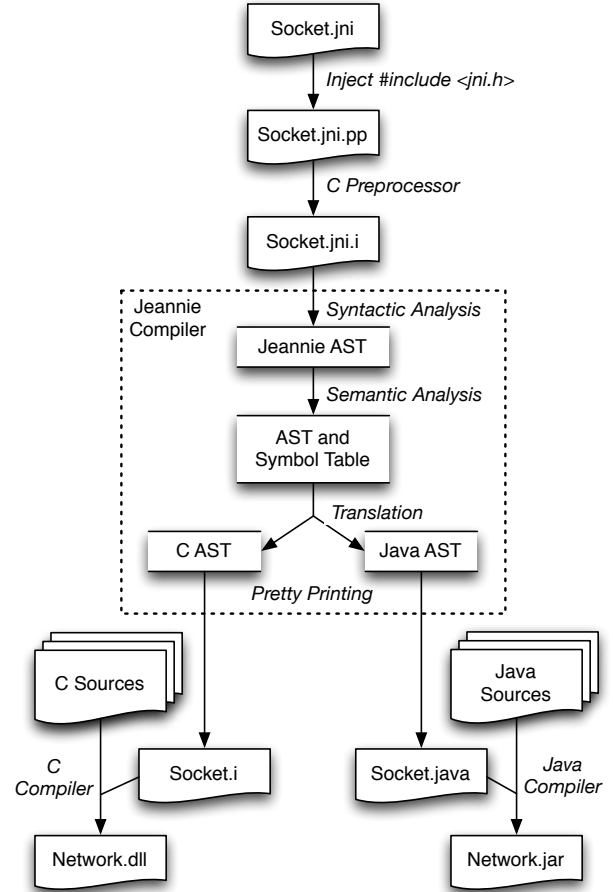 Socket.jni
Inject #include <jni.h>
Socket.jni.pp
C Preprocessor
Socket.jni.i
Jeannie
Compiler
Syntactic Analysis
Jeannie AST
Semantic Analysis
AST and
Symbol Table
Translation
C AST
Java AST
Pretty Printing
C Sources
Java
Sources
C
Compiler
Socket.i
Socket.java
Java
Compiler
Network.dll
Network.jar